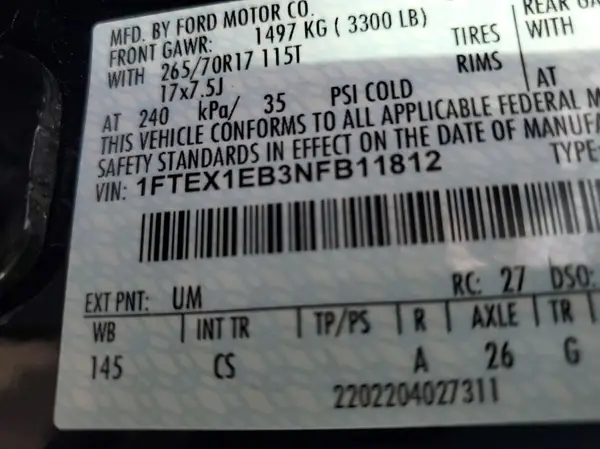 MFD. BY FORD MOTOR CO.
FRONT GAWR: 1497 KG ( 3300 LB)
REAR
WITH 265/70R17 115T TIRES WITH
17x7.5J RIMS
AT 240 kPa/ 35 PSI COLD AT
THIS VEHICLE CONFORMS TO ALL APPLICABLE FEDERAL
SAFETY STANDARDS IN EFFECT ON THE DATE OF
VIN: 1FTEX1EB3NFB11812 TYPE
EXT PNT: UM RC: 27 DSO:
WB INT TR TP/PS R AXLE TR
145 CS A 26 G
2202204027311